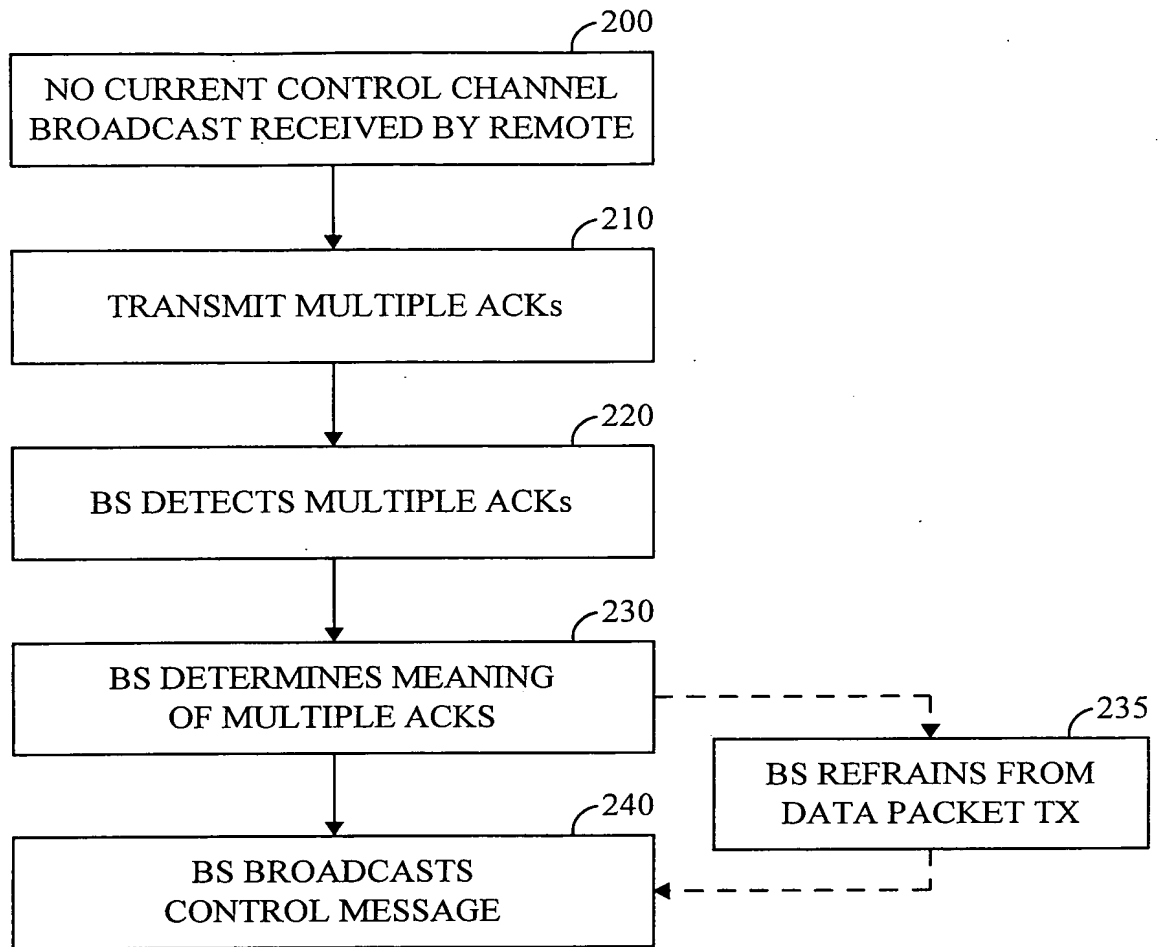 200
NO CURRENT CONTROL CHANNEL
BROADCAST RECEIVED BY REMOTE
210
TRANSMIT MULTIPLE ACKs
220
BS DETECTS MULTIPLE ACKs
230
BS DETERMINES MEANING
OF MULTIPLE ACKS
235
BS REFRAINS FROM
DATA PACKET TX
240
BS BROADCASTS
CONTROL MESSAGE